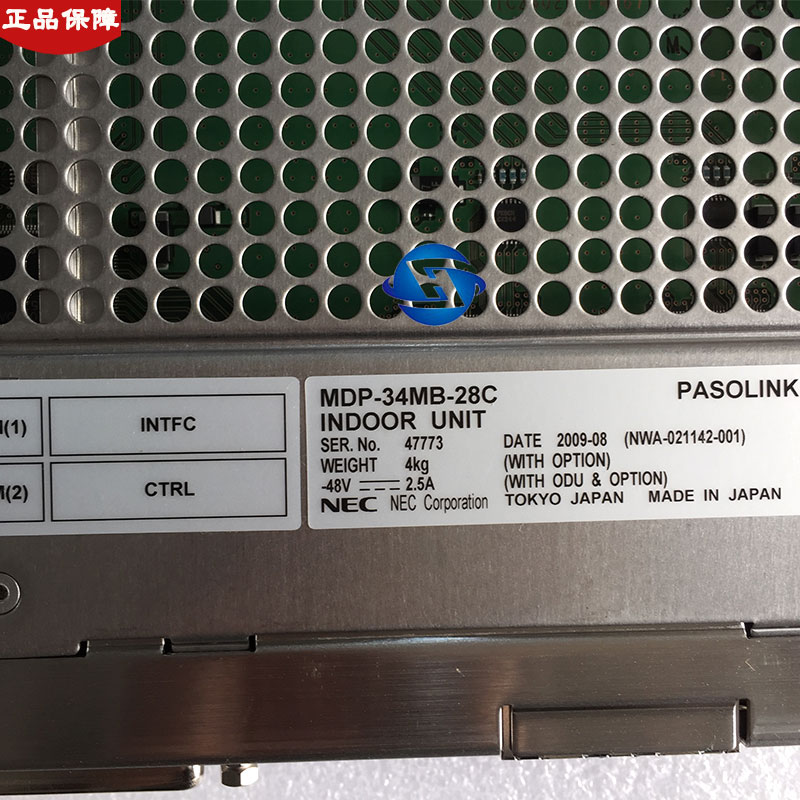 正品保障
(1)
INTFC
M(2)
CTRL
MDP-34MB-28C
PASOLINK
INDOOR UNIT
SER. No. 47773 DATE 2009-08 (NWA-021142-001)
WEIGHT 4kg (WITH OPTION)
-48V 2.5A (WITH ODU & OPTION)
NEC NEC Corporation TOKYO JAPAN MADE IN JAPAN